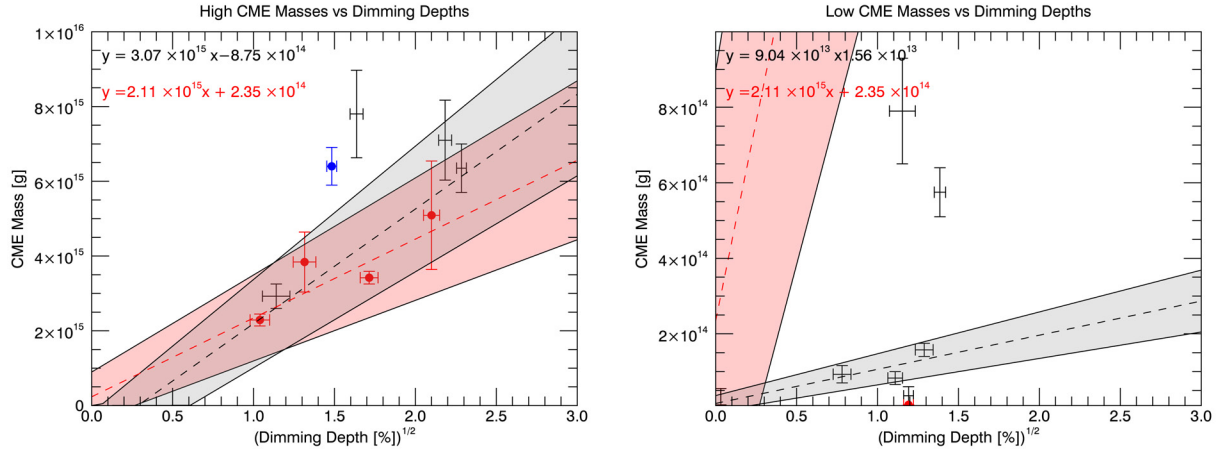 High CME Masses vs Dimming Depths
1×10¹⁶
8×10¹⁵
6×10¹⁵
4×10¹⁵
2×10¹⁵
0
CME Mass [g]
y = 3.07 ×10¹⁵ x−8.75 ×10¹⁴
y =2.11 ×10¹⁵x + 2.35 ×10¹⁴
0.0 0.5 1.0 1.5 2.0 2.5 3.0
(Dimming Depth [%])¹/²
Low CME Masses vs Dimming Depths
8×10¹⁴
6×10¹⁴
4×10¹⁴
2×10¹⁴
CME Mass [g]
y = 9.04 ×10¹³ x1.56 ×10¹³
y =2.11 ×10¹⁵x + 2.35 ×10¹⁴
0.0 0.5 1.0 1.5 2.0 2.5 3.0
(Dimming Depth [%])¹/²